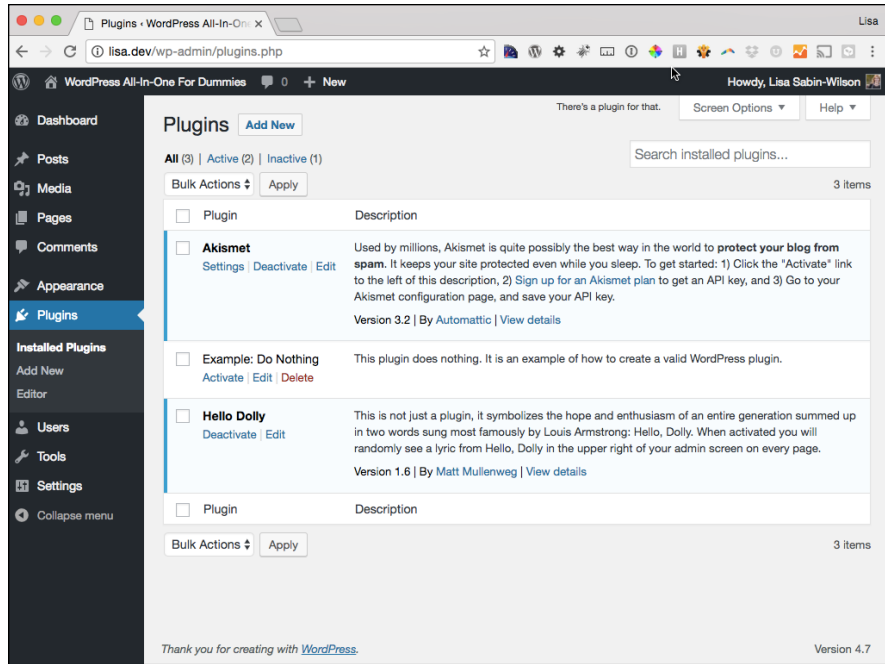 Plugins ‹ WordPress All-In-One
Lisa
lisa.dev/wp-admin/plugins.php
WordPress All-In-One For Dummies 0 + New Howdy, Lisa Sabin-Wilson
There's a plugin for that. Screen Options ▼ Help ▼
Dashboard
Posts
Media
Pages
Comments
Appearance
Plugins
Installed Plugins
Add New
Editor
Users
Tools
Settings
Collapse menu
Plugins Add New
All (3) | Active (2) | Inactive (1)
Search installed plugins...
Bulk Actions Apply 3 items
Plugin Description
Akismet
Settings | Deactivate | Edit
Used by millions, Akismet is quite possibly the best way in the world to protect your blog from
spam. It keeps your site protected even while you sleep. To get started: 1) Click the "Activate" link
to the left of this description, 2) Sign up for an Akismet plan to get an API key, and 3) Go to your
Akismet configuration page, and save your API key.
Version 3.2 | By Automattic | View details
Example: Do Nothing
Activate | Edit | Delete
This plugin does nothing. It is an example of how to create a valid WordPress plugin.
Hello Dolly
Deactivate | Edit
This is not just a plugin, it symbolizes the hope and enthusiasm of an entire generation summed up
in two words sung most famously by Louis Armstrong: Hello, Dolly. When activated you will
randomly see a lyric from Hello, Dolly in the upper right of your admin screen on every page.
Version 1.6 | By Matt Mullenweg | View details
Plugin Description
Bulk Actions Apply 3 items
Thank you for creating with WordPress. Version 4.7